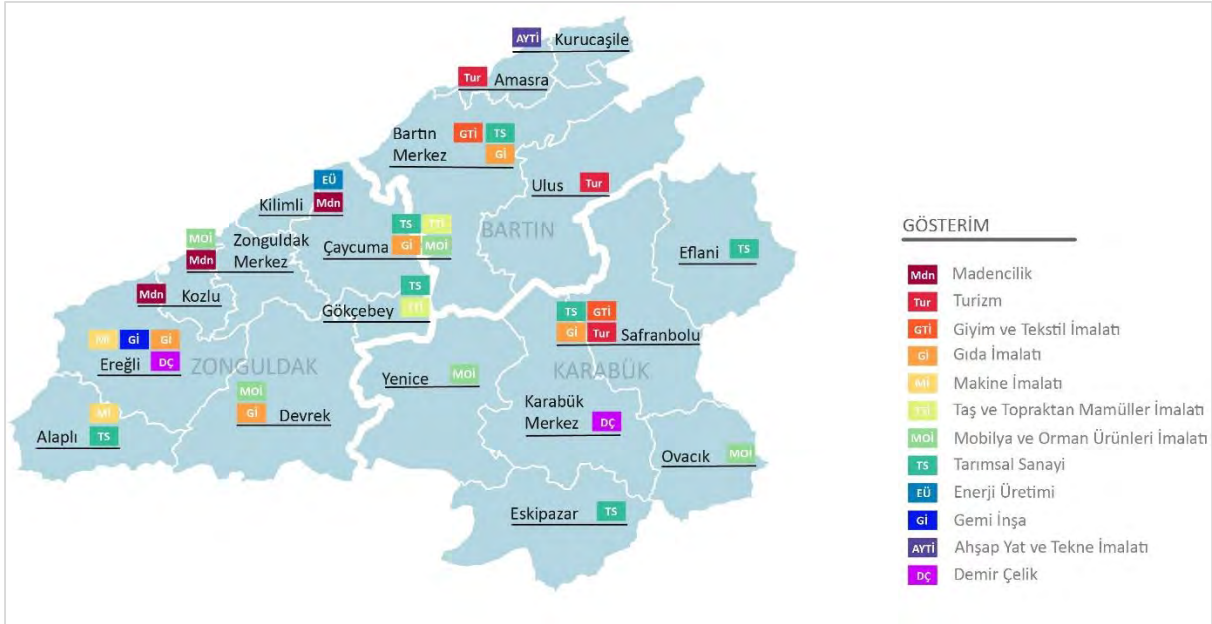 AYTİ Kurucaşile
Tur Amasra
Bartın GTİ TS
Merkez Gİ
Ulus Tur
EÜ
Kilimli Mdn
BARTIN
TS TTİ
Çaycuma Gİ MOİ
MOİ Zonguldak
Mdn Merkez
Eflani TS
Mdn Kozlu
TS
Gökçebey TTİ
TS GTİ
Gİ Tur Safranbolu
Mİ Gİ Gİ
Ereğli DÇ
ZONGULDAK
Yenice MOİ
KARABÜK
MOİ
Gİ Devrek
Karabük
Merkez DÇ
Mİ
Alaplı TS
Ovacık MOİ
Eskipazar TS
GÖSTERİM
Mdn Madencilik
Tur Turizm
GTİ Giyim ve Tekstil İmalatı
Gİ Gıda İmalatı
Mİ Makine İmalatı
Taş ve Topraktan Mamüller İmalatı
MOİ Mobilya ve Orman Ürünleri İmalatı
TS Tarımsal Sanayi
EÜ Enerji Üretimi
Gİ Gemi İnşa
AYTİ Ahşap Yat ve Tekne İmalatı
DÇ Demir Çelik